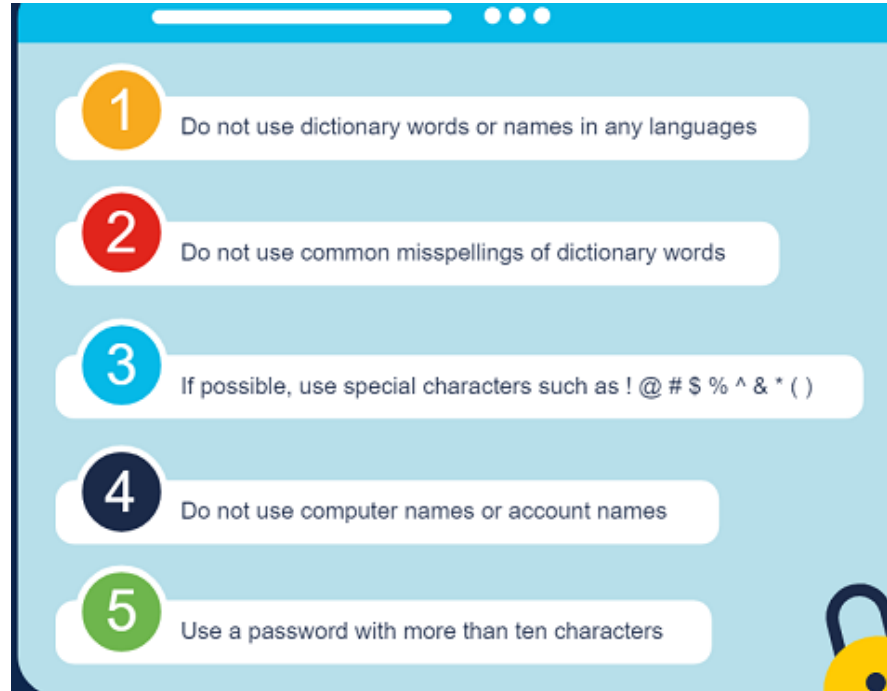 1
Do not use dictionary words or names in any languages
2
Do not use common misspellings of dictionary words
3
If possible, use special characters such as ! @ # $ % ^ & * ( )
4
Do not use computer names or account names
5
Use a password with more than ten characters